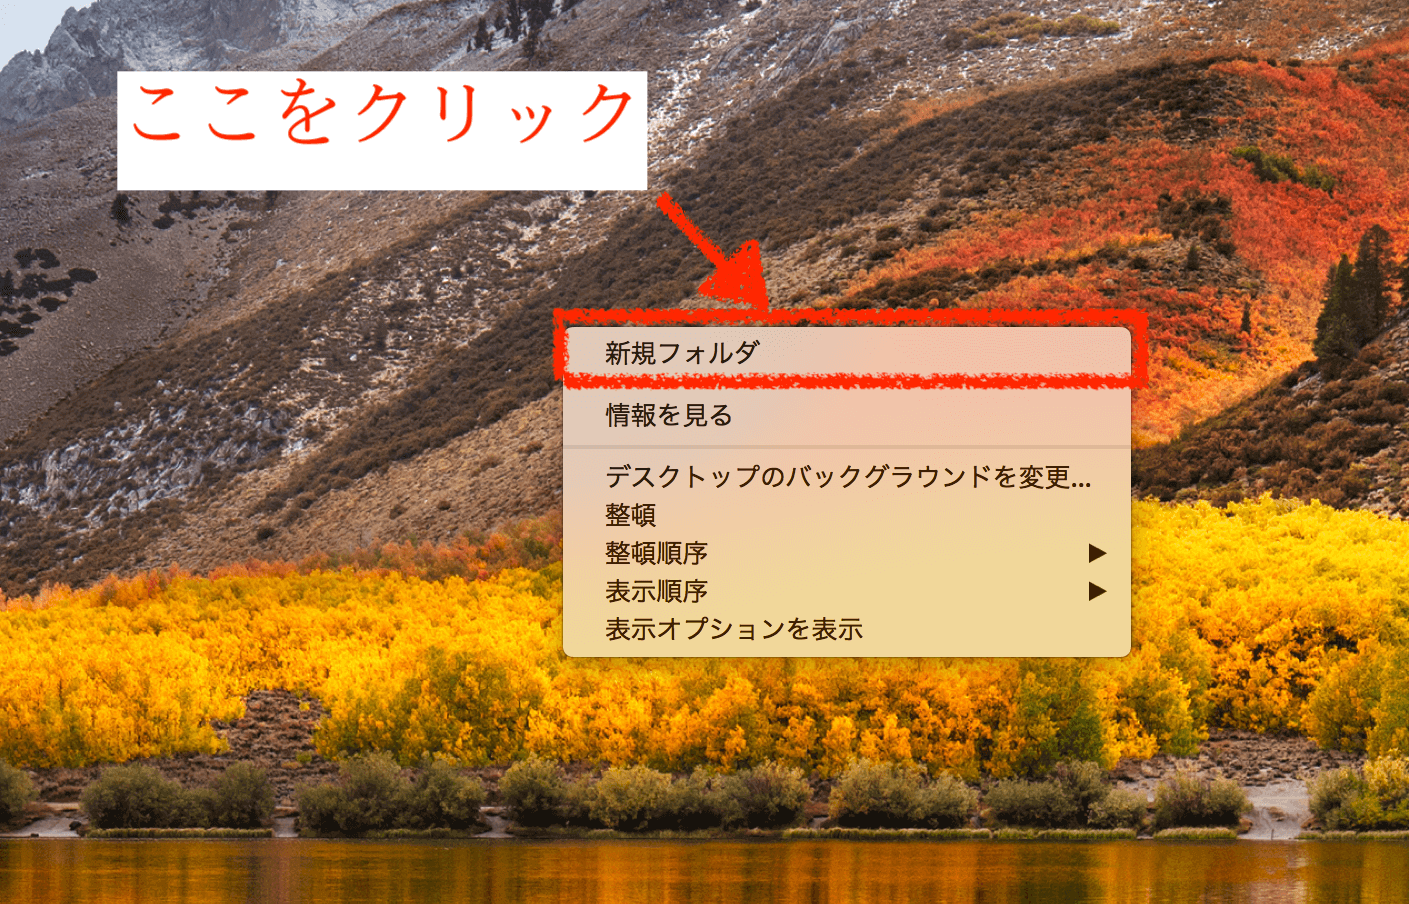 ここをクリック
新規フォルダ
情報を見る
デスクトップのバックグラウンドを変更...
整頓
整頓順序
表示順序
表示オプションを表示